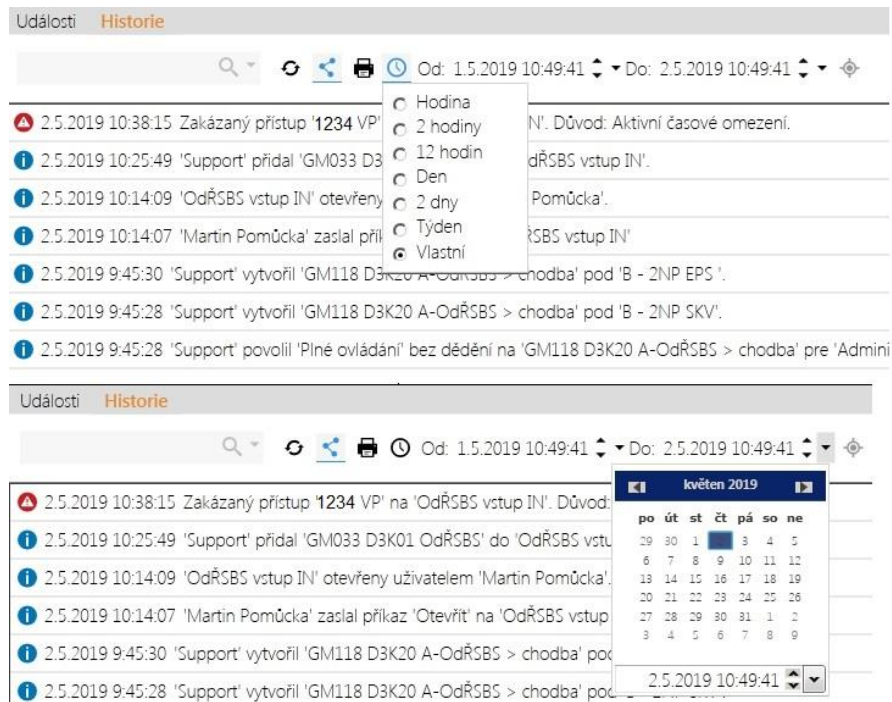 Události Historie
Od: 1.5.2019 10:49:41 Do: 2.5.2019 10:49:41
Hodina
2 hodiny
12 hodin
Den
2 dny
Týden
Vlastní
2.5.2019 10:38:15 Zakázaný přístup '1234 VP' N'. Důvod: Aktivní časové omezení.
2.5.2019 10:25:49 'Support' přidal 'GM033 D3 dŘSBS vstup IN'.
2.5.2019 10:14:09 'OdŘSBS vstup IN' otevřeny Pomůcka'.
2.5.2019 10:14:07 'Martin Pomůcka' zaslal přík ŘSBS vstup IN'
2.5.2019 9:45:30 'Support' vytvořil 'GM118 D3K20 A-OdŘSBS > chodba' pod 'B - 2NP EPS '.
2.5.2019 9:45:28 'Support' vytvořil 'GM118 D3K20 A-OdŘSBS > chodba' pod 'B - 2NP SKV'.
2.5.2019 9:45:28 'Support' povolil 'Plné ovládání' bez dědění na 'GM118 D3K20 A-OdŘSBS > chodba' pre 'Admini
Události Historie
Od: 1.5.2019 10:49:41 Do: 2.5.2019 10:49:41
2.5.2019 10:38:15 Zakázaný přístup '1234 VP' na 'OdŘSBS vstup IN'. Důvod:
2.5.2019 10:25:49 'Support' přidal 'GM033 D3K01 OdŘSBS' do 'OdŘSBS vstu
2.5.2019 10:14:09 'OdŘSBS vstup IN' otevřeny uživatelem 'Martin Pomůcka'.
2.5.2019 10:14:07 'Martin Pomůcka' zaslal příkaz 'Otevřít' na 'OdŘSBS vstup
2.5.2019 9:45:30 'Support' vytvořil 'GM118 D3K20 A-OdŘSBS > chodba' pod
2.5.2019 9:45:28 'Support' vytvořil 'GM118 D3K20 A-OdŘSBS > chodba' pod
květen 2019
po út st čt pá so ne
29 30 1 2 3 4 5
6 7 8 9 10 11 12
13 14 15 16 17 18 19
20 21 22 23 24 25 26
27 28 29 30 31 1 2
3 4 5 6 7 8 9
2.5.2019 10:49:41